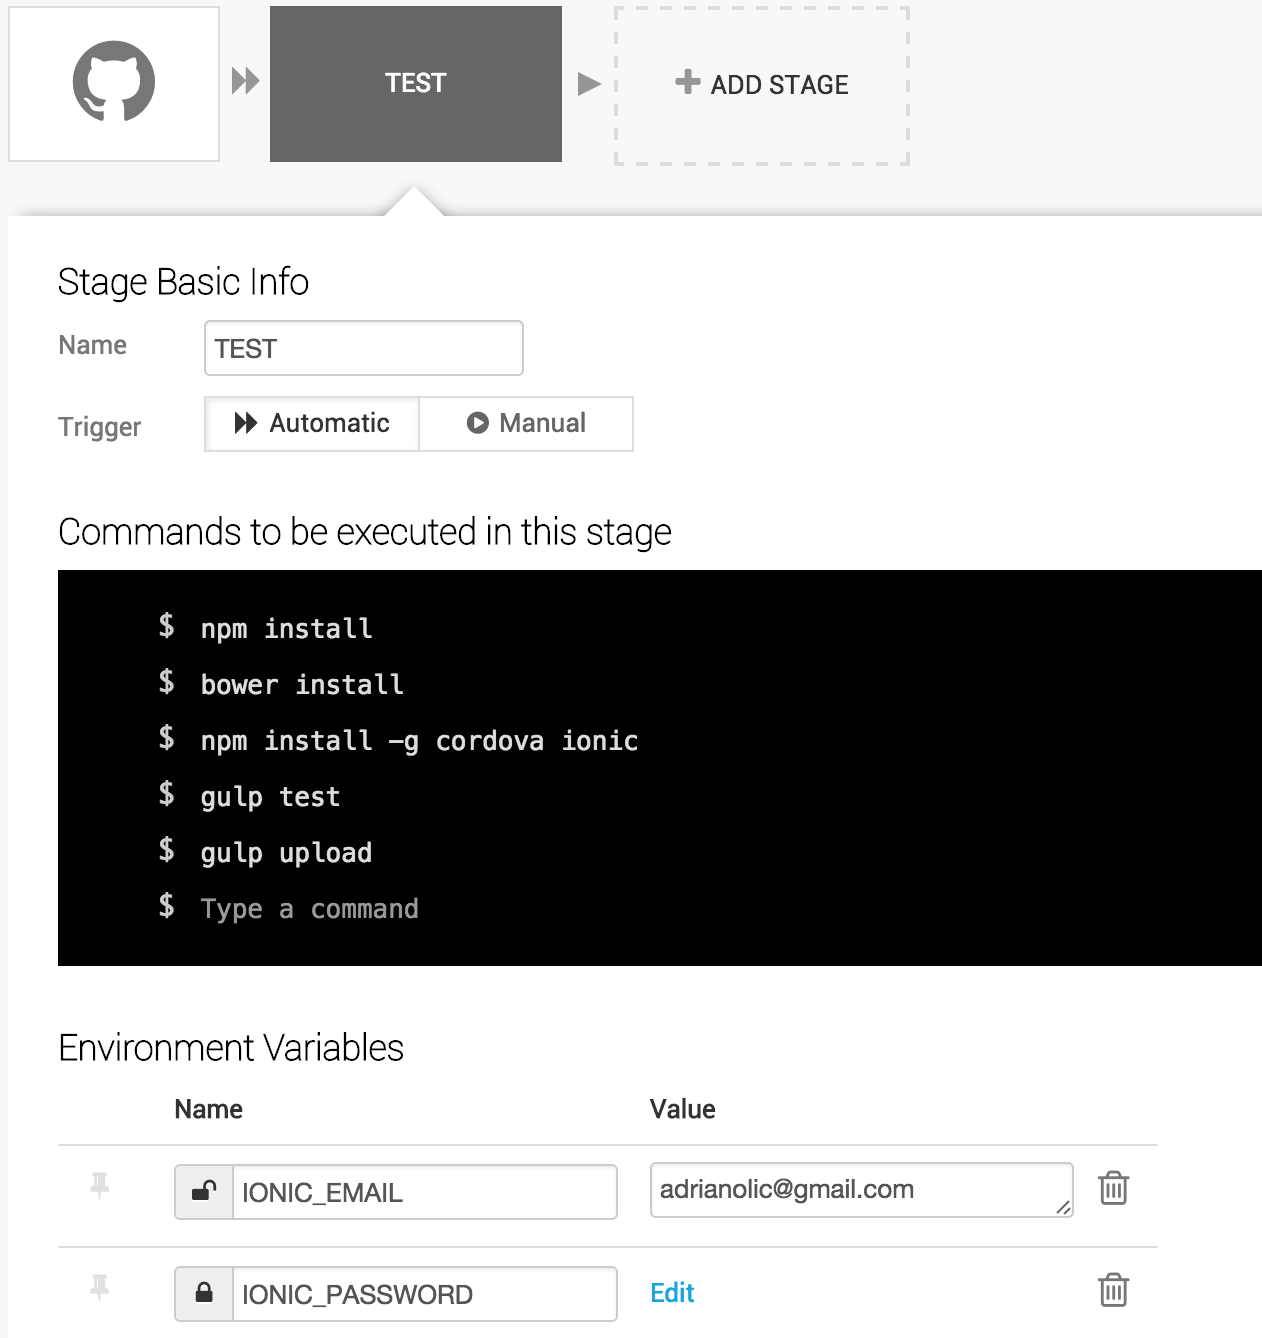 TEST
ADD STAGE
Stage Basic Info
Name
TEST
Trigger
Automatic
Manual
Commands to be executed in this stage
$ npm install
$ bower install
$ npm install -g cordova ionic
$ gulp test
$ gulp upload
$ Type a command
Environment Variables
Name Value
IONIC_EMAIL adrianolic@gmail.com
IONIC_PASSWORD Edit